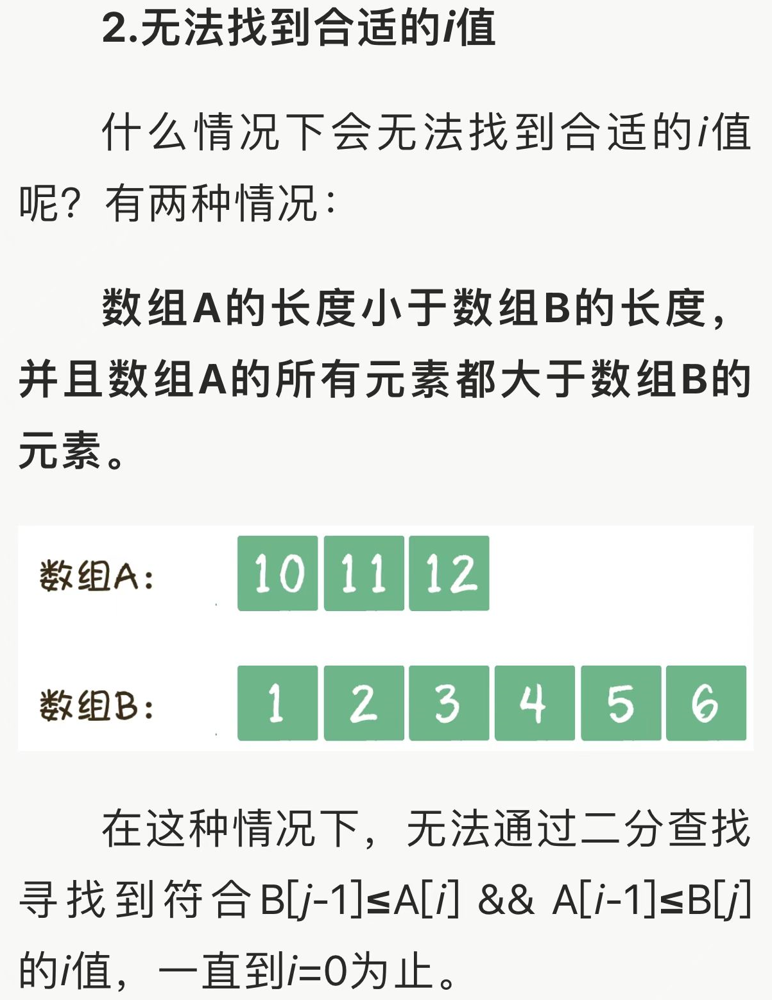 2.无法找到合适的i值
什么情况下会无法找到合适的i值
呢？有两种情况：
数组A的长度小于数组B的长度，
并且数组A的所有元素都大于数组B的
元素。
数组A： 10 11 12
数组B： 1 2 3 4 5 6
在这种情况下，无法通过二分查找
寻找到符合B[j-1]≤A[i] && A[i-1]≤B[j]
的i值，一直到i=0为止。